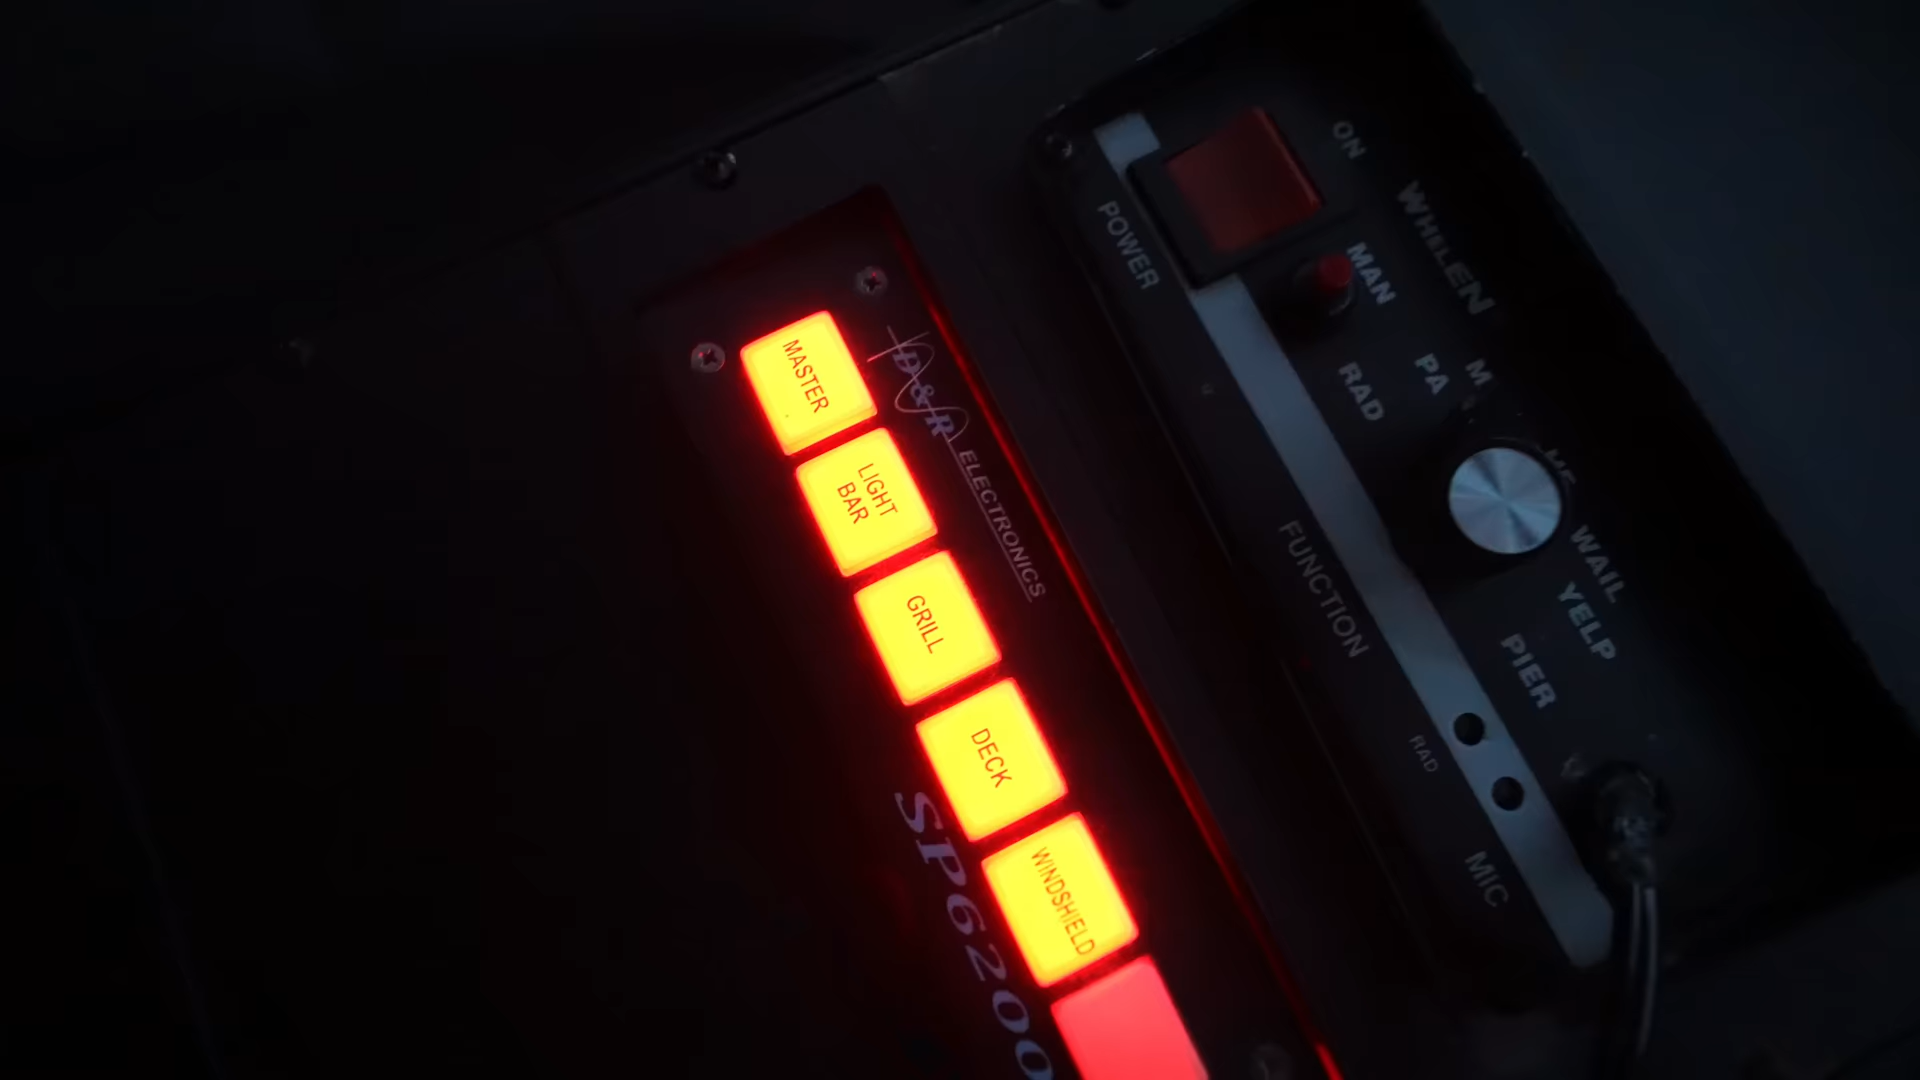 MASTER
LIGHT
BAR
GRILL
DECK
WINDSHIELD
D&R ELECTRONICS
SP6200
ON
POWER
WHELEN
MAN
RAD
PA
WAIL
YELP
PIER
FUNCTION
RAD
MIC